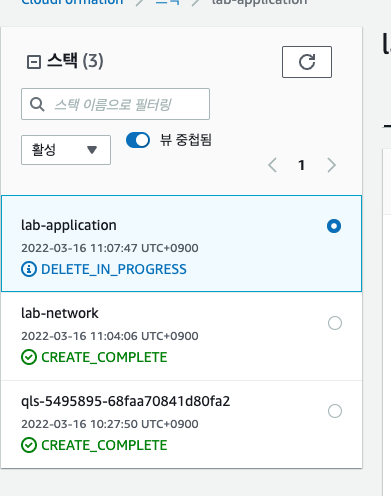 CloudFormation / 스택 / lab-application
스택 (3)
스택 이름으로 필터링
활성
뷰 중첩됨
1
lab-application
2022-03-16 11:07:47 UTC+0900
DELETE_IN_PROGRESS
lab-network
2022-03-16 11:04:06 UTC+0900
CREATE_COMPLETE
qls-5495895-68faa70841d80fa2
2022-03-16 10:27:50 UTC+0900
CREATE_COMPLETE